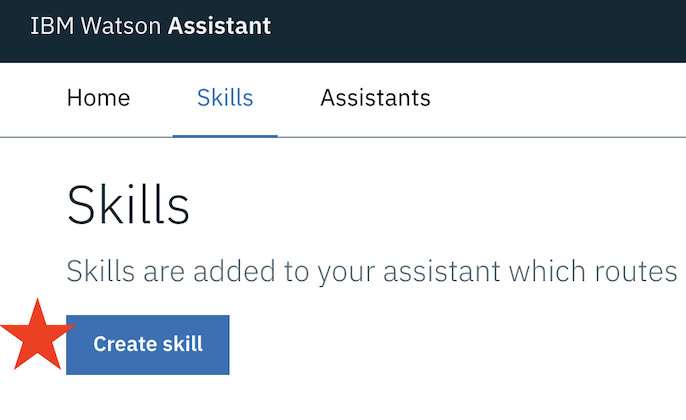 IBM Watson Assistant
Home Skills Assistants
Skills
Skills are added to your assistant which routes
Create skill